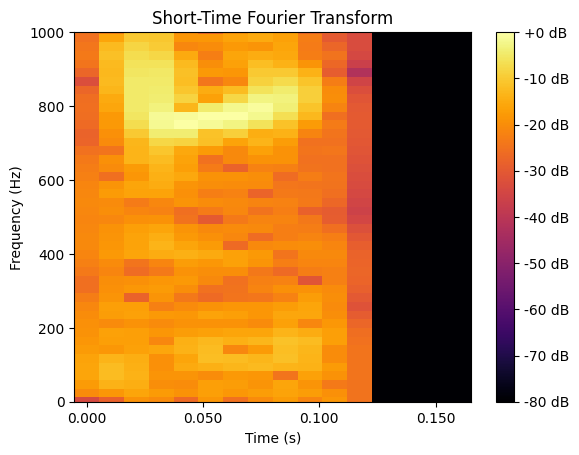 Short-Time Fourier Transform
Frequency (Hz)
1000
800
600
400
200
0
0.000
0.050
0.100
0.150
Time (s)
+0 dB
-10 dB
-20 dB
-30 dB
-40 dB
-50 dB
-60 dB
-70 dB
-80 dB